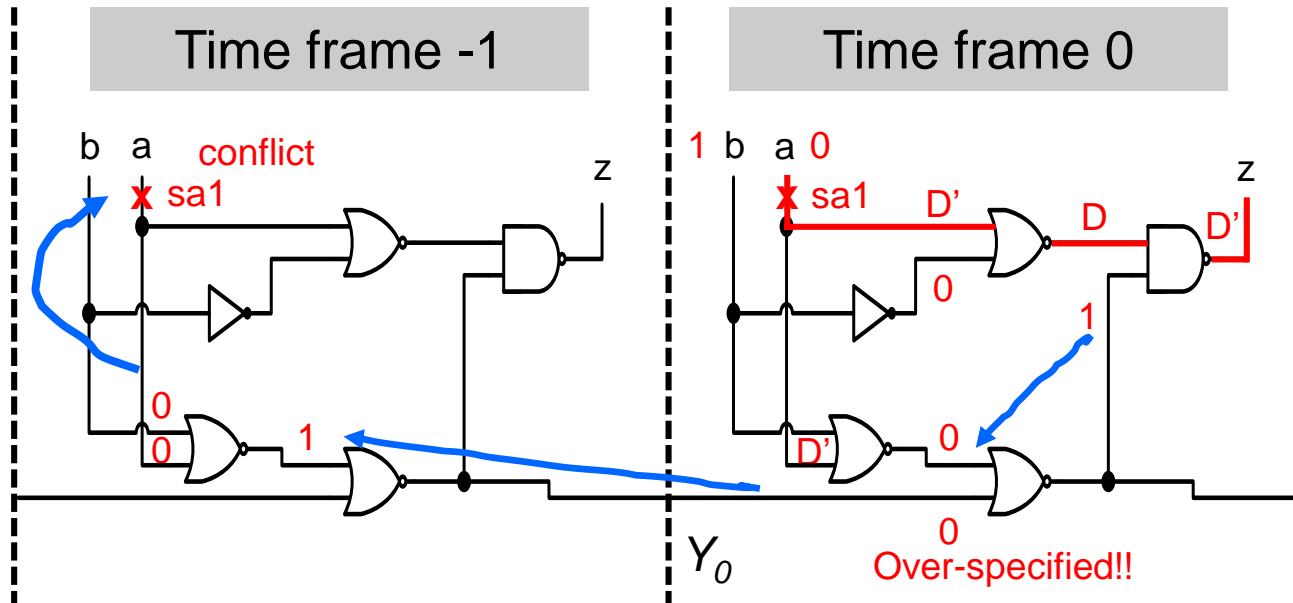 Time frame -1
Time frame 0
b a
conflict
x sa1
z
0
0
1
1 b a 0
x sa1
z
D’
D
D’
0
1
D’
0
0
Y0
Over-specified!!